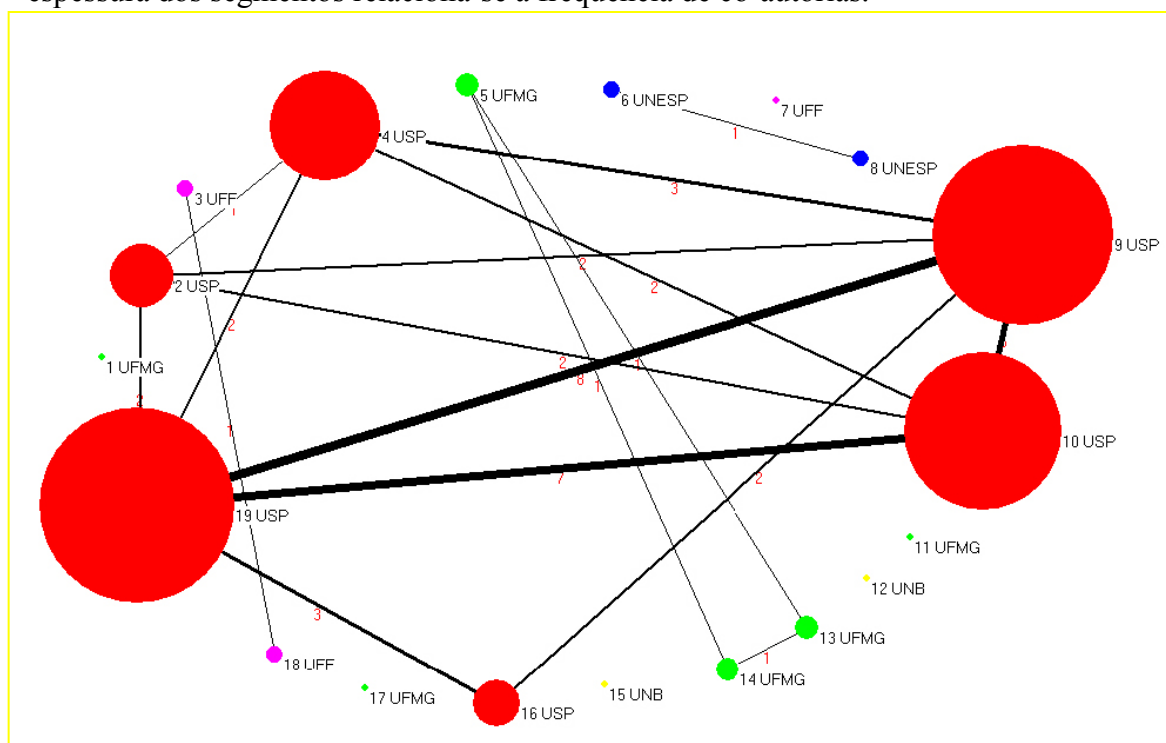 espessura dos segmentos relaciona-se à frequência de co-autorias.
5 UFMG
6 UNESP
7 UFF
4 USP
1
8 UNESP
3 UFF
3
1
9 USP
2 USP
2
2
2
1 UFMG
2
1
8
1
2
1
10 USP
7
2
19 USP
11 UFMG
12 UNB
3
13 UFMG
1
18 UFF
14 UFMG
17 UFMG
15 UNB
16 USP